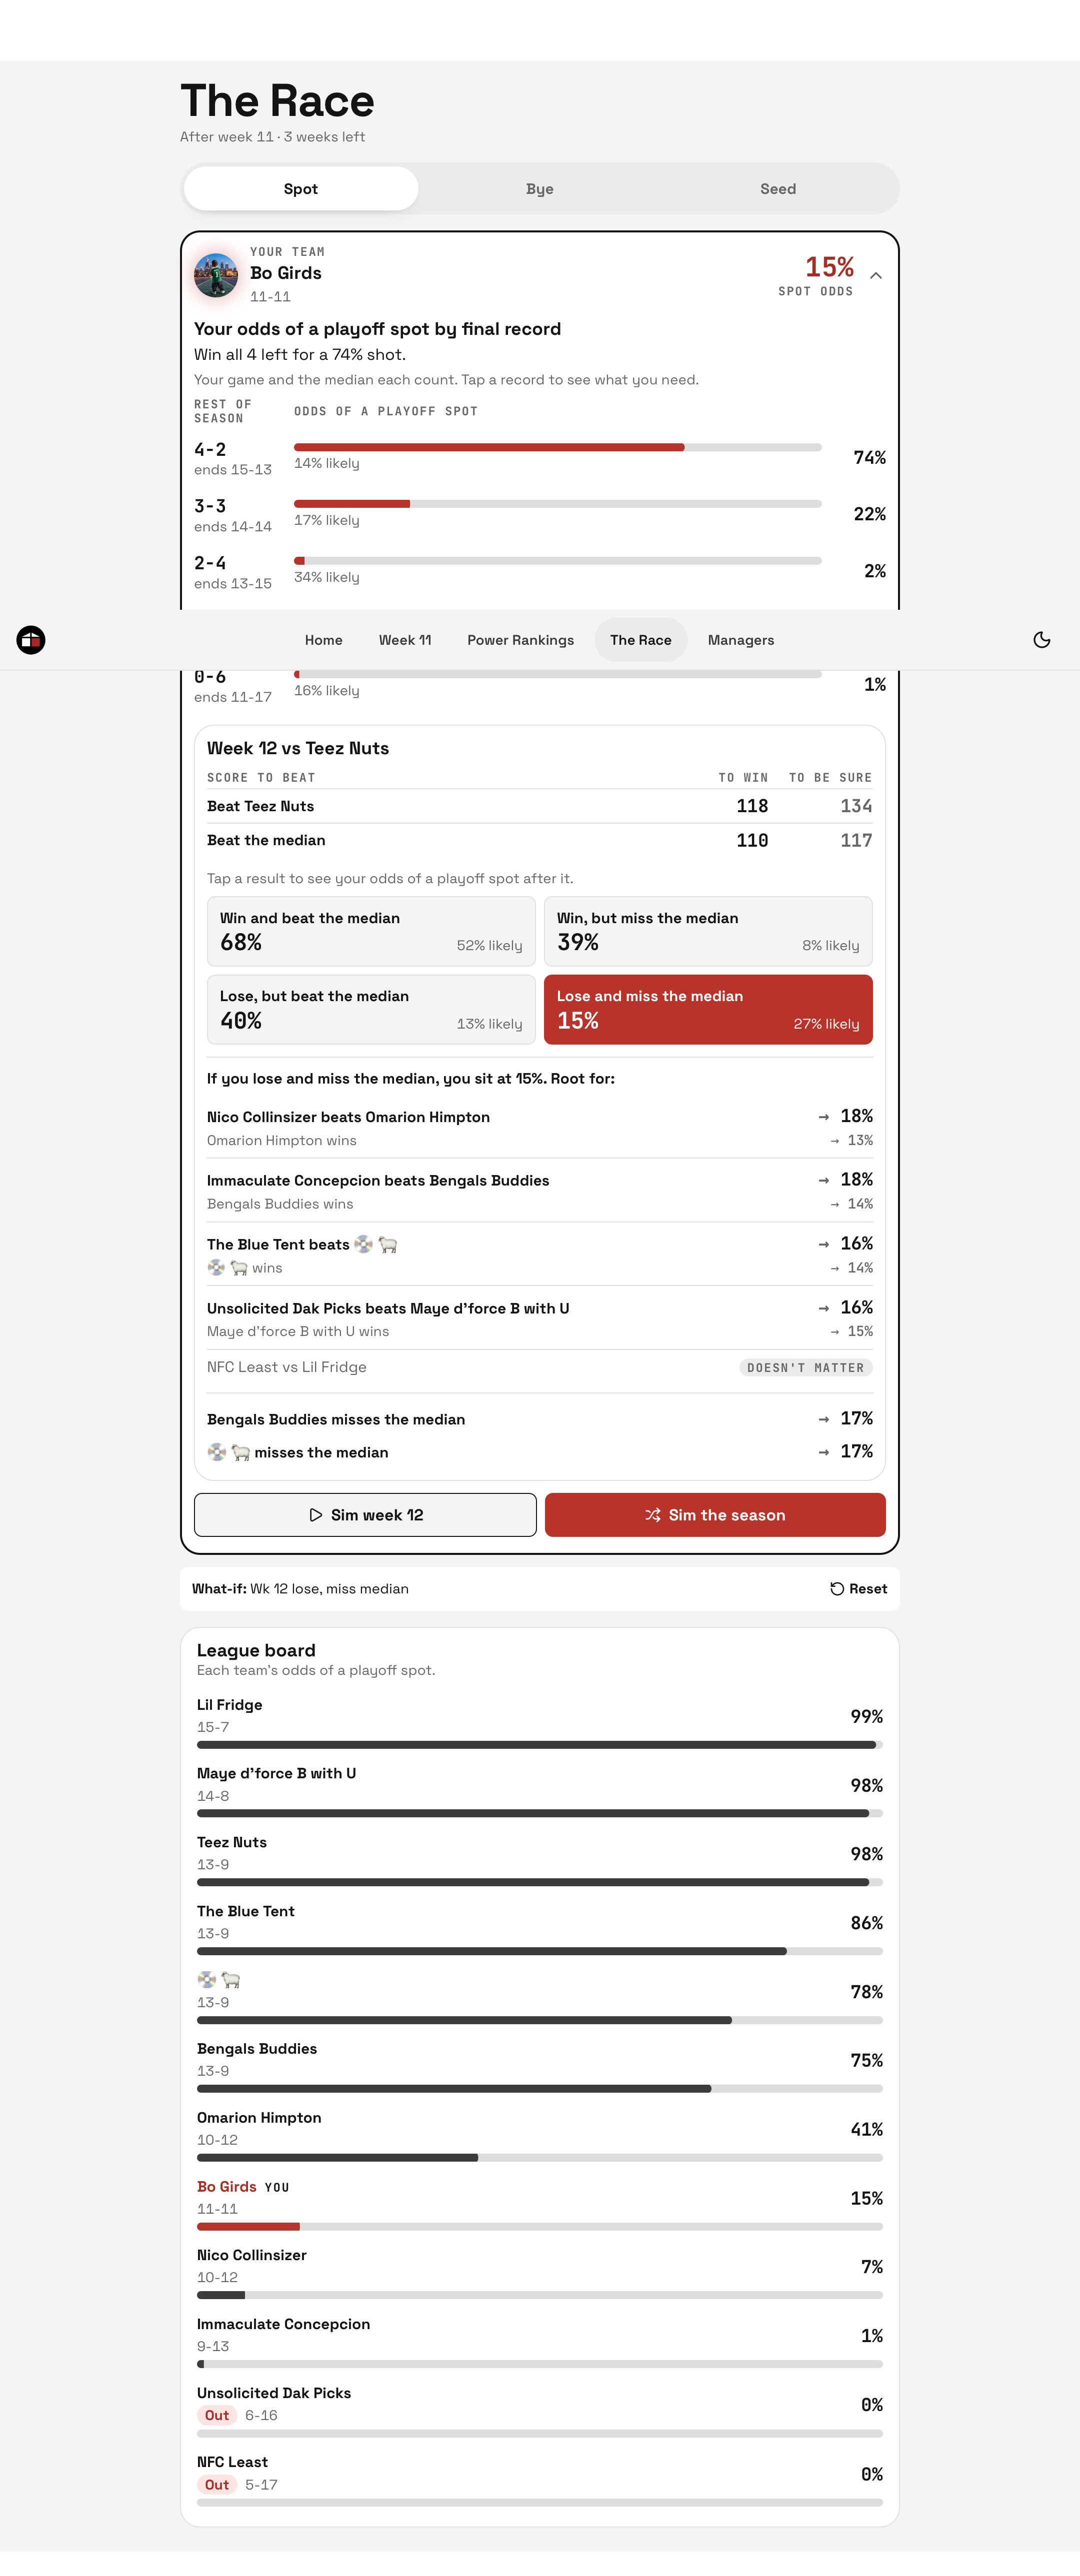 The Race
After week 11 · 3 weeks left
Spot
Bye
Seed
YOUR TEAM
Bo Girds
11-11
15%
SPOT ODDS
Your odds of a playoff spot by final record
Win all 4 left for a 74% shot.
Your game and the median each count. Tap a record to see what you need.
REST OF SEASON
ODDS OF A PLAYOFF SPOT
4-2
ends 15-13
14% likely
74%
3-3
ends 14-14
17% likely
22%
2-4
ends 13-15
34% likely
2%
Home
Week 11
Power Rankings
The Race
Managers
0-6
ends 11-17
16% likely
1%
Week 12 vs Teez Nuts
SCORE TO BEAT
TO WIN
TO BE SURE
Beat Teez Nuts
118
134
Beat the median
110
117
Tap a result to see your odds of a playoff spot after it.
Win and beat the median
68%
52% likely
Win, but miss the median
39%
8% likely
Lose, but beat the median
40%
13% likely
Lose and miss the median
15%
27% likely
If you lose and miss the median, you sit at 15%. Root for:
Nico Collinsizer beats Omarion Himpton
→ 18%
Omarion Himpton wins
→ 13%
Immaculate Concepcion beats Bengals Buddies
→ 18%
Bengals Buddies wins
→ 14%
The Blue Tent beats 💿 🐑
→ 16%
💿 🐑 wins
→ 14%
Unsolicited Dak Picks beats Maye d'force B with U
→ 16%
Maye d'force B with U wins
→ 15%
NFC Least vs Lil Fridge
DOESN'T MATTER
Bengals Buddies misses the median
→ 17%
💿 🐑 misses the median
→ 17%
Sim week 12
Sim the season
What-if: Wk 12 lose, miss median
Reset
League board
Each team's odds of a playoff spot.
Lil Fridge
15-7
99%
Maye d'force B with U
14-8
98%
Teez Nuts
13-9
98%
The Blue Tent
13-9
86%
💿 🐑
13-9
78%
Bengals Buddies
13-9
75%
Omarion Himpton
10-12
41%
Bo Girds YOU
11-11
15%
Nico Collinsizer
10-12
7%
Immaculate Concepcion
9-13
1%
Unsolicited Dak Picks
Out 6-16
0%
NFC Least
Out 5-17
0%